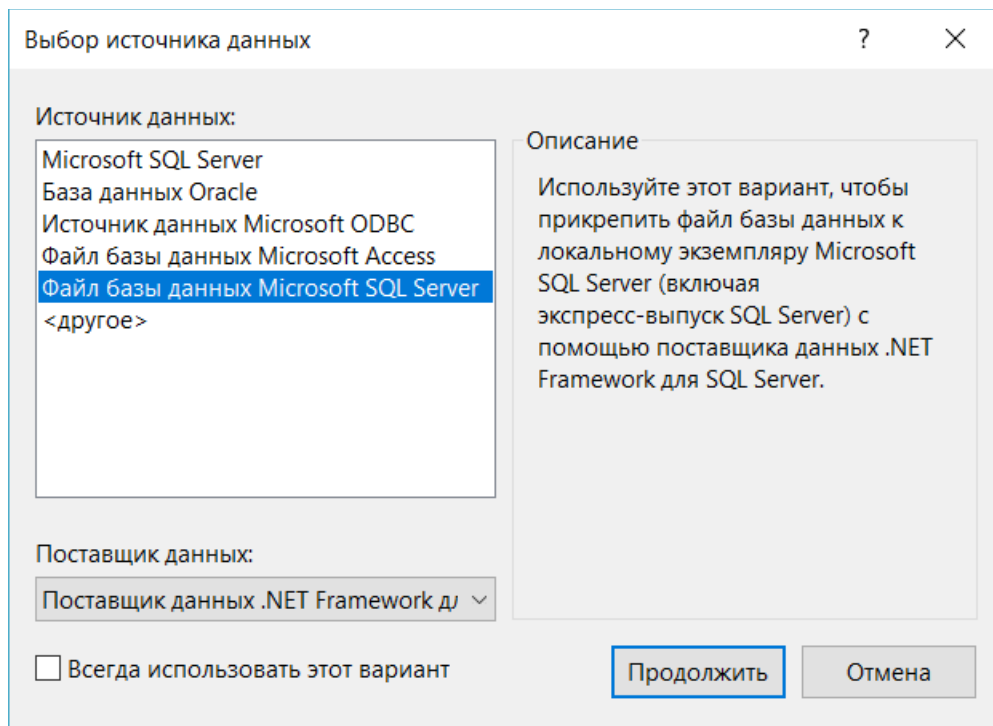 Выбор источника данных
?
Источник данных:
Microsoft SQL Server
База данных Oracle
Источник данных Microsoft ODBC
Файл базы данных Microsoft Access
Файл базы данных Microsoft SQL Server
<другое>
Описание
Используйте этот вариант, чтобы
прикрепить файл базы данных к
локальному экземпляру Microsoft
SQL Server (включая
экспресс-выпуск SQL Server) с
помощью поставщика данных .NET
Framework для SQL Server.
Поставщик данных:
Поставщик данных .NET Framework дл
Всегда использовать этот вариант
Продолжить
Отмена